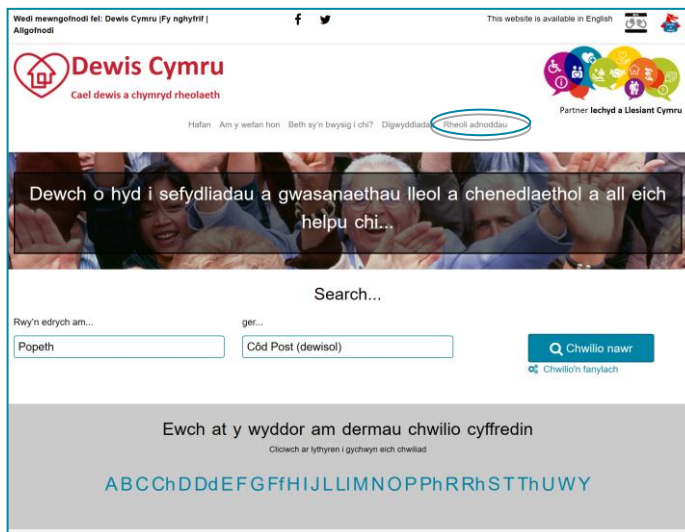 Wedi mewngofnodi fel: Dewis Cymru |Fy nghyfrif |
Allgofnodi
This website is available in English
Dewis Cymru
Cael dewis a chymryd rheolaeth
Partner Iechyd a Llesiant Cymru
Hafan Am y wefan hon Beth sy'n bwysig i chi? Digwyddiadau Rheoli adnoddau
Dewch o hyd i sefydliadau a gwasanaethau lleol a chenedlaethol a all eich
helpu chi...
Search...
Rwy'n edrych am... ger...
Popeth Côd Post (dewisol) Chwilio nawr
Chwilio'n fanylach
Ewch at y wyddor am dermau chwilio cyffredin
Cliciwch ar lythyren i gychwyn eich chwiliad
A B C Ch D Dd E F G Ff H I J L Ll M N O P Ph R Rh S T Th U W Y